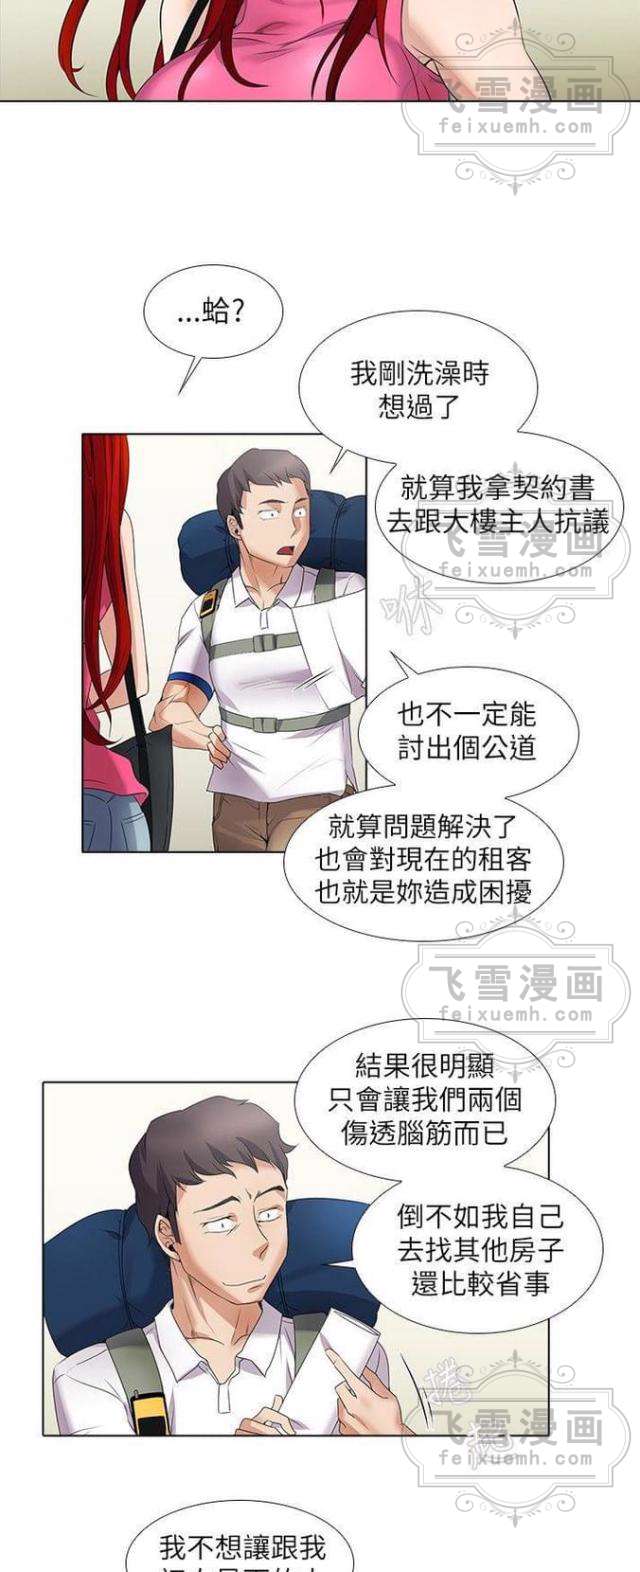 飞雪漫画
feixuemh.com
...蛤?
我剛洗澡時
想過了
就算我拿契約書
去跟大樓主人抗議
飞雪漫画
feixuemh.com
咻
也不一定能
討出個公道
就算問題解決了
也會對現在的租客
也就是妳造成困擾
飞雪漫画
feixuemh.com
結果很明顯
只會讓我們兩個
傷透腦筋而已
倒不如我自己
去找其他房子
還比較省事
捲
捲
飞雪漫画
feixuemh.com
我不想讓跟我